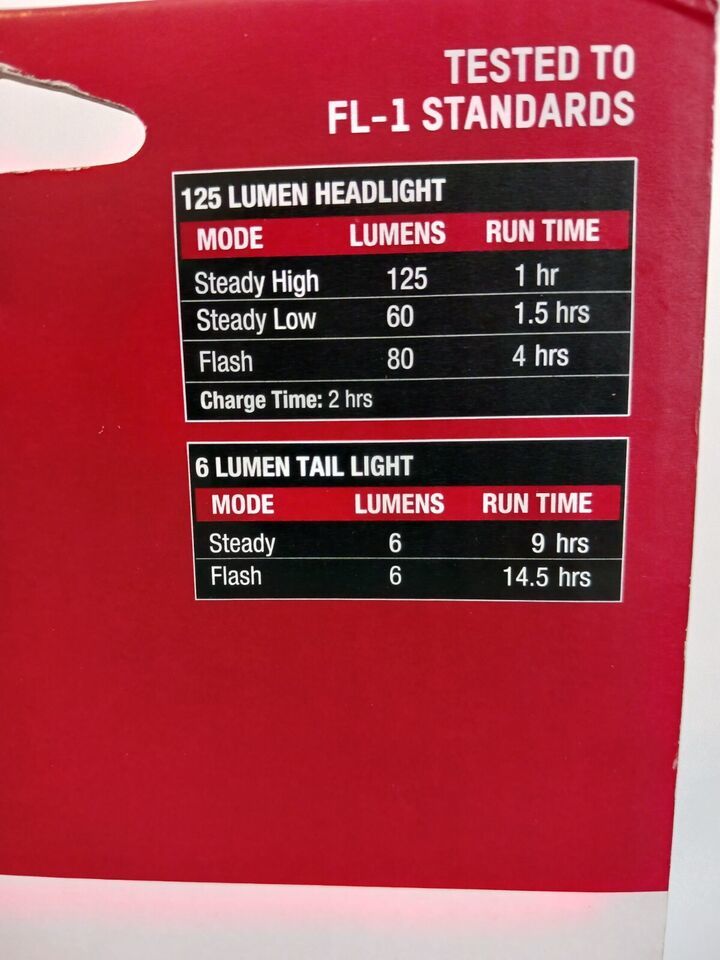 TESTED TO
FL-1 STANDARDS
125 LUMEN HEADLIGHT
MODE LUMENS RUN TIME
Steady High 125 1 hr
Steady Low 60 1.5 hrs
Flash 80 4 hrs
Charge Time: 2 hrs
6 LUMEN TAIL LIGHT
MODE LUMENS RUN TIME
Steady 6 9 hrs
Flash 6 14.5 hrs